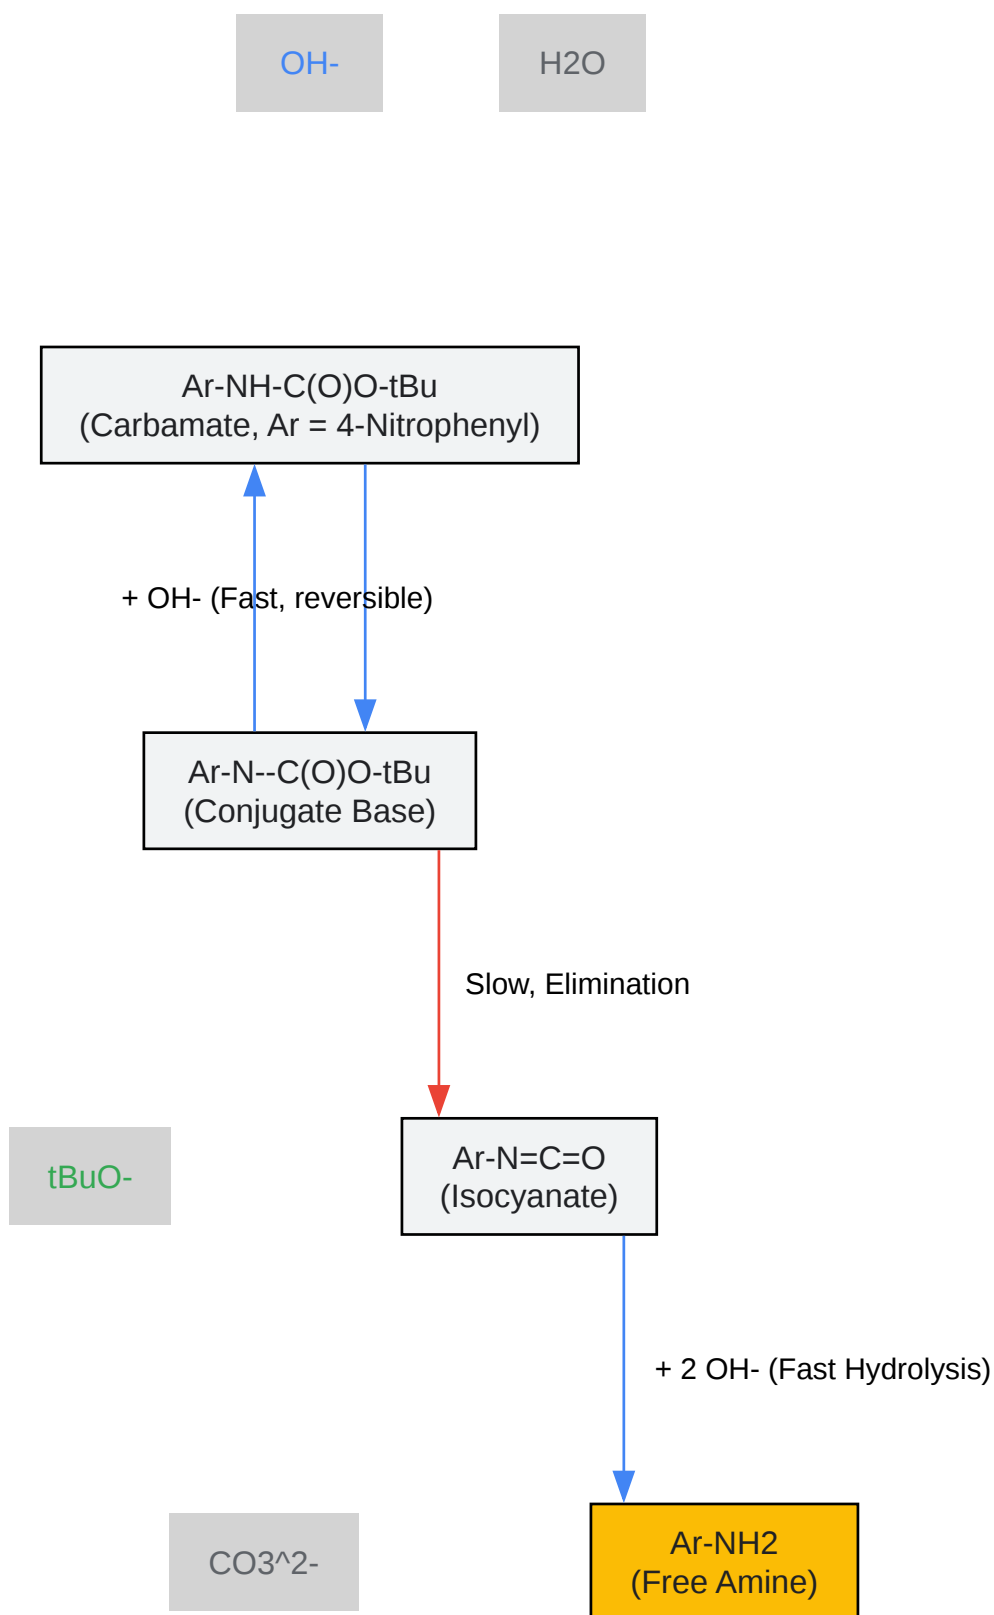 OH-
H2O
Ar-NH-C(O)O-tBu
(Carbamate, Ar = 4-Nitrophenyl)
+ OH- (Fast, reversible)
Ar-N--C(O)O-tBu
(Conjugate Base)
Slow, Elimination
tBuO-
Ar-N=C=O
(Isocyanate)
+ 2 OH- (Fast Hydrolysis)
CO3^2-
Ar-NH2
(Free Amine)